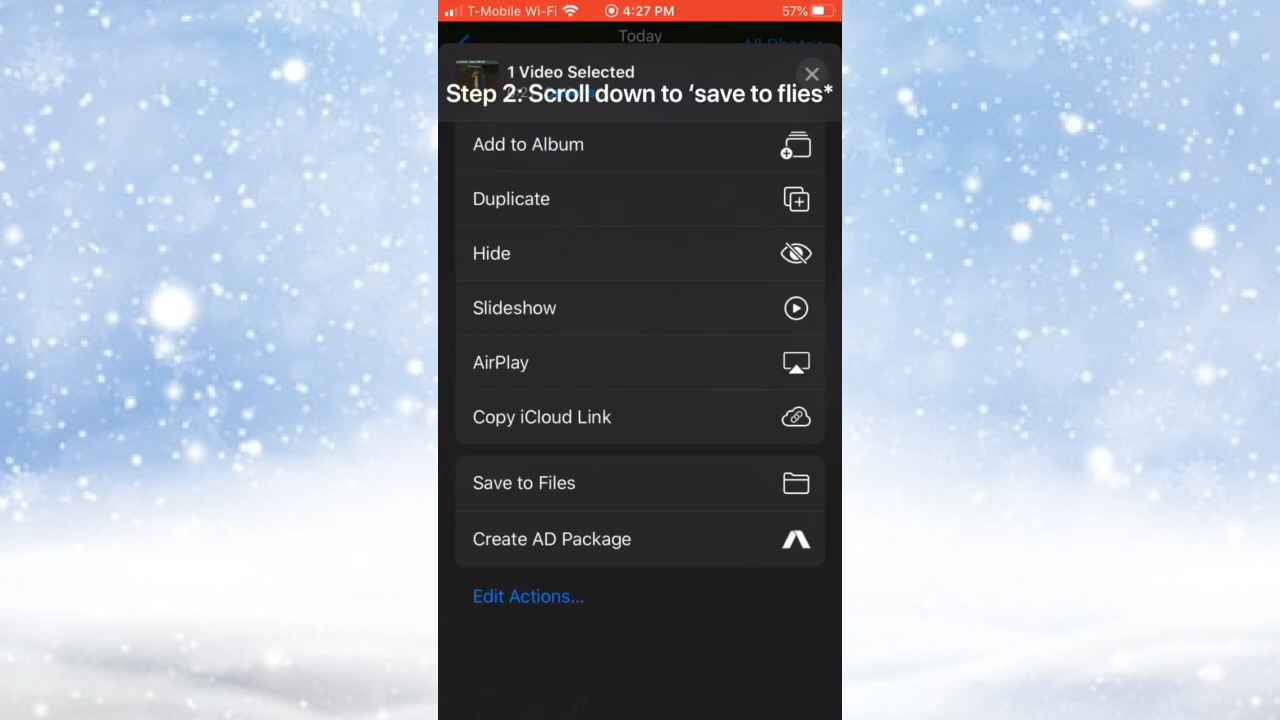 T-Mobile Wi-Fi 4:27 PM 57%
Today
All Photos
1 Video Selected
Step 2: Scroll down to ‘save to flies*
Add to Album
Duplicate
Hide
Slideshow
AirPlay
Copy iCloud Link
Save to Files
Create AD Package
Edit Actions...